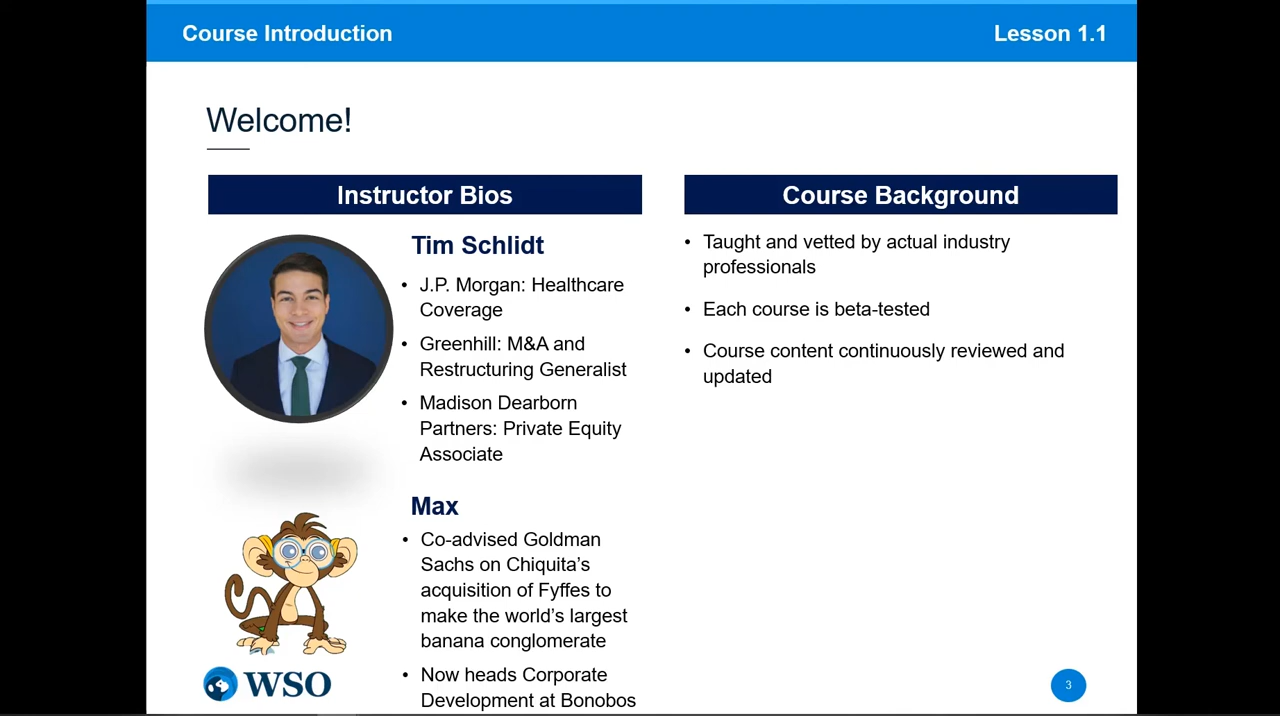 Course Introduction
Lesson 1.1
Welcome!
Instructor Bios
Tim Schlidt
• J.P. Morgan: Healthcare
Coverage
• Greenhill: M&A and
Restructuring Generalist
• Madison Dearborn
Partners: Private Equity
Associate
Max
• Co-advised Goldman
Sachs on Chiquita’s
acquisition of Fyffes to
make the world’s largest
banana conglomerate
• Now heads Corporate
Development at Bonobos
Course Background
• Taught and vetted by actual industry
professionals
• Each course is beta-tested
• Course content continuously reviewed and
updated
WSO
3